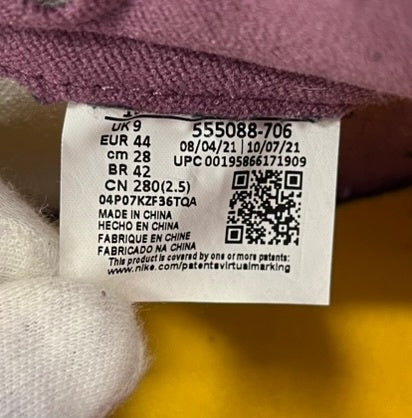 UK 9
EUR 44
cm 28
BR 42
CN 280(2.5)
04P07KZF36TQA
555088-706
08/04/21 | 10/07/21
UPC 00195866171909
MADE IN CHINA
HECHO EN CHINA
FABRIQUE EN CHINE
FABRICADO NA CHINA
This product is covered by one or more patents:
www.nike.com/patentsvirtualmarking